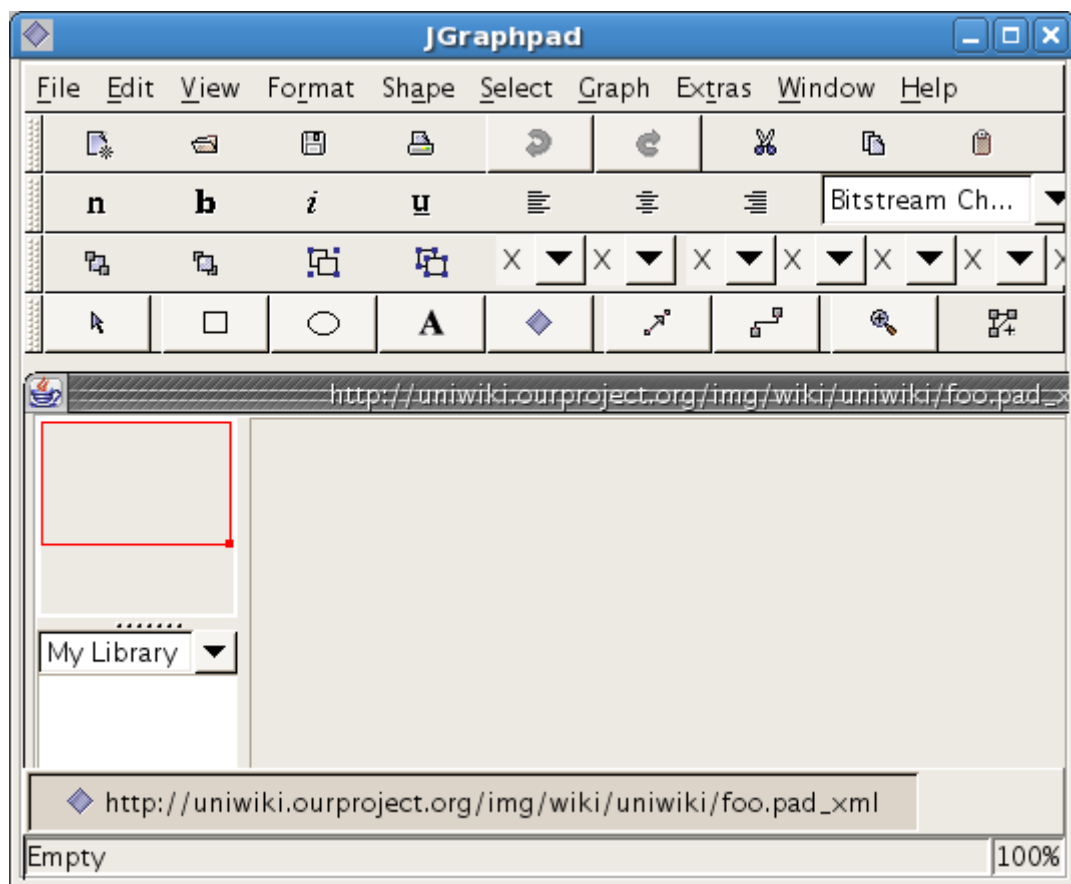 JGraphpad
File Edit View Format Shape Select Graph Extras Window Help
n b i u Bitstream Ch...
X X X X X X X
A
http://uniwiki.ourproject.org/img/wiki/uniwiki/foo.pad_x
My Library
http://uniwiki.ourproject.org/img/wiki/uniwiki/foo.pad_xml
Empty 100%